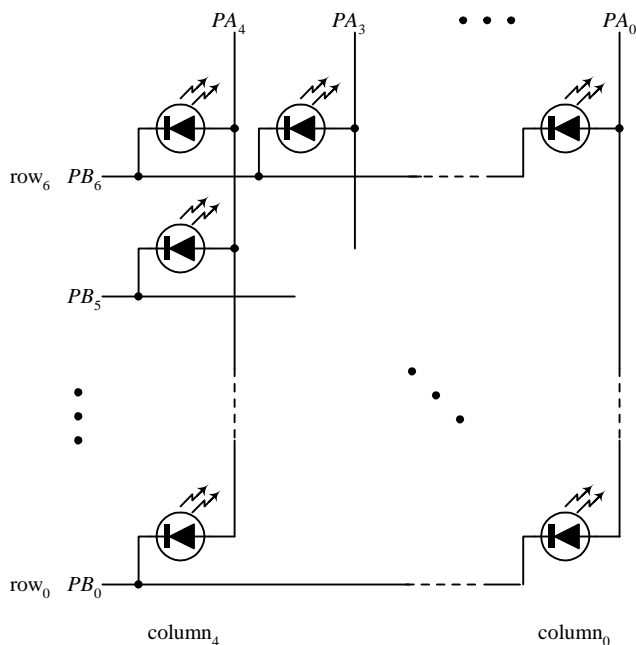 PA₄ PA₃ PA₀
row₆ PB₆
PB₅
row₀ PB₀
column₄ column₀